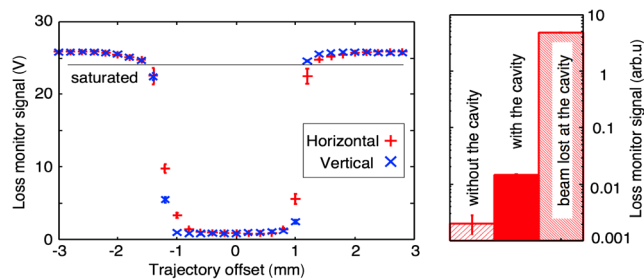 30
20
10
0
-3
-2
-1
0
1
2
3
Loss monitor signal (V)
Trajectory offset (mm)
saturated
Horizontal
Vertical
without the cavity
with the cavity
beam lost at the cavity
10
1
0.1
0.01
0.001
Loss monitor signal (arb.u)